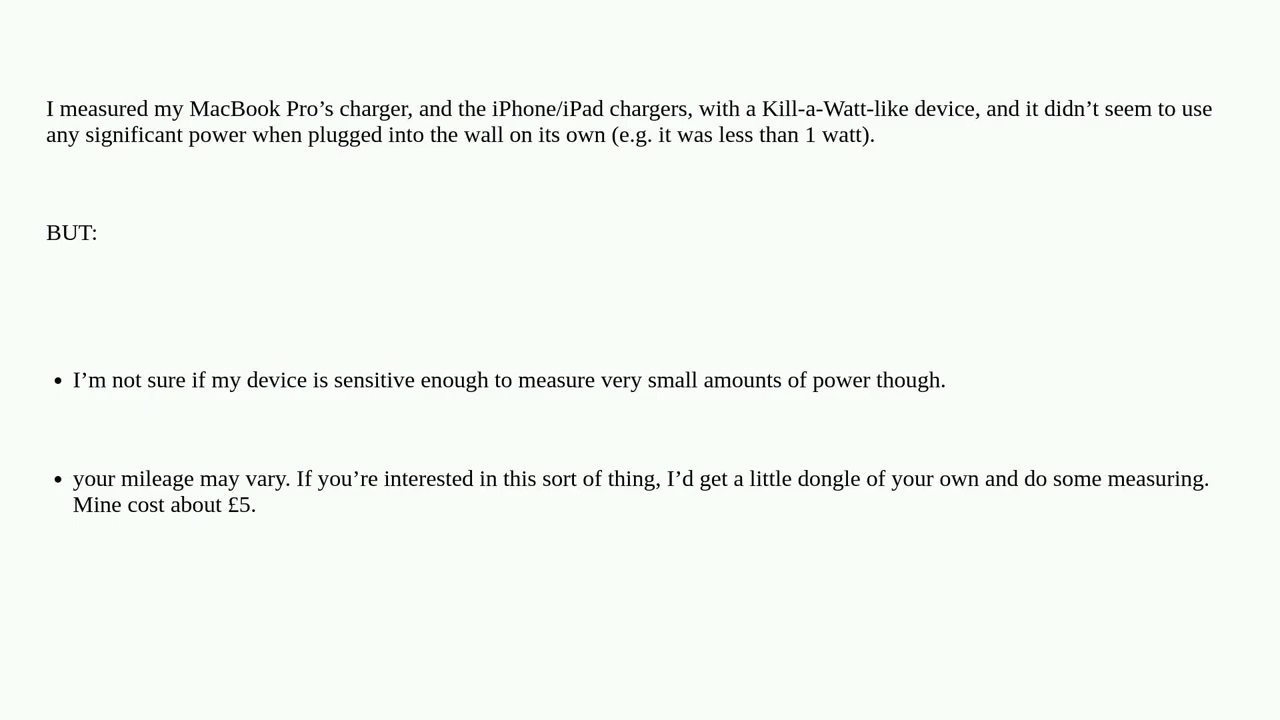 I measured my MacBook Pro’s charger, and the iPhone/iPad chargers, with a Kill-a-Watt-like device, and it didn’t seem to use
any significant power when plugged into the wall on its own (e.g. it was less than 1 watt).
BUT:
• I’m not sure if my device is sensitive enough to measure very small amounts of power though.
• your mileage may vary. If you’re interested in this sort of thing, I’d get a little dongle of your own and do some measuring.
Mine cost about £5.